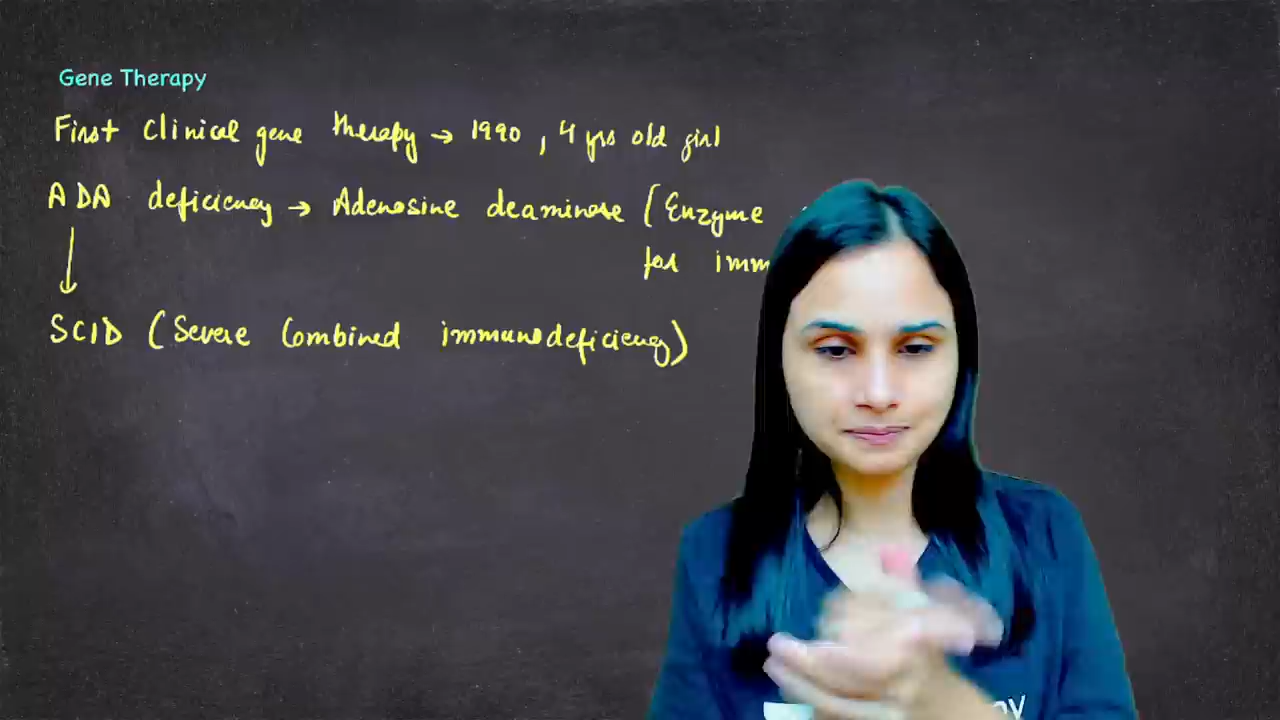 Gene Therapy
First Clinical gene therapy → 1990, 4 yrs old girl
ADA deficiency → Adenosine deaminase (Enzyme
for imm
↓
SCID (Severe Combined immunodeficiency)